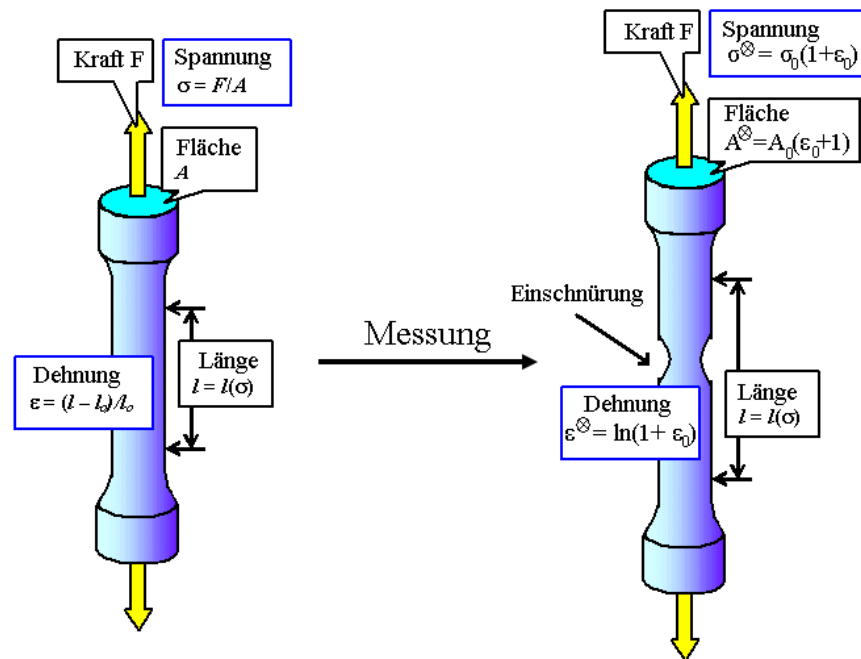 Kraft F
Spannung
σ = F/A
Fläche
A
Länge
l = l(σ)
Dehnung
ε = (l – l₀)/l₀
Messung
Kraft F
Spannung
σ⊗ = σ₀(1+ε₀)
Fläche
A⊗=A₀(ε₀+1)
Einschnürung
Länge
l = l(σ)
Dehnung
ε⊗ = ln(1+ ε₀)